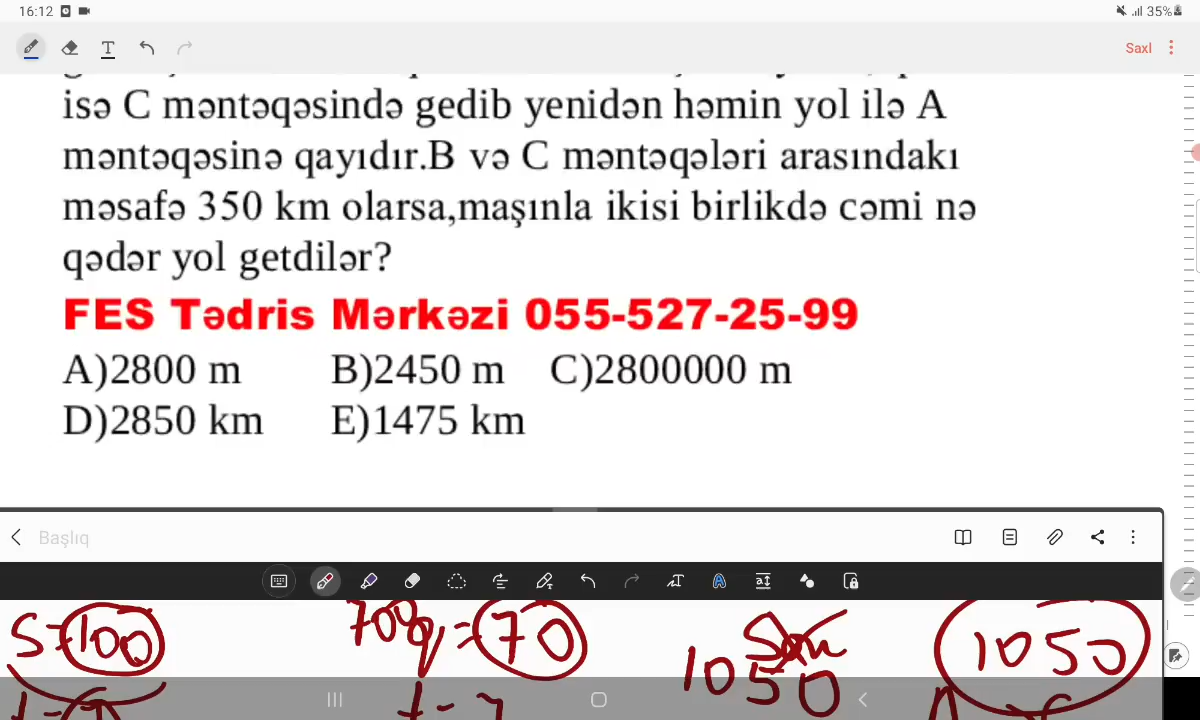 16:12 35%
Saxl
isə C məntəqəsində gedib yenidən həmin yol ilə A
məntəqəsinə qayıdır.B və C məntəqələri arasındakı
məsafə 350 km olarsa,maşınla ikisi birlikdə cəmi nə
qədər yol getdilər?
FES Tədris Mərkəzi 055-527-25-99
A)2800 m B)2450 m C)2800000 m
D)2850 km E)1475 km
Başlıq
S=100 70 =70 1050
1050